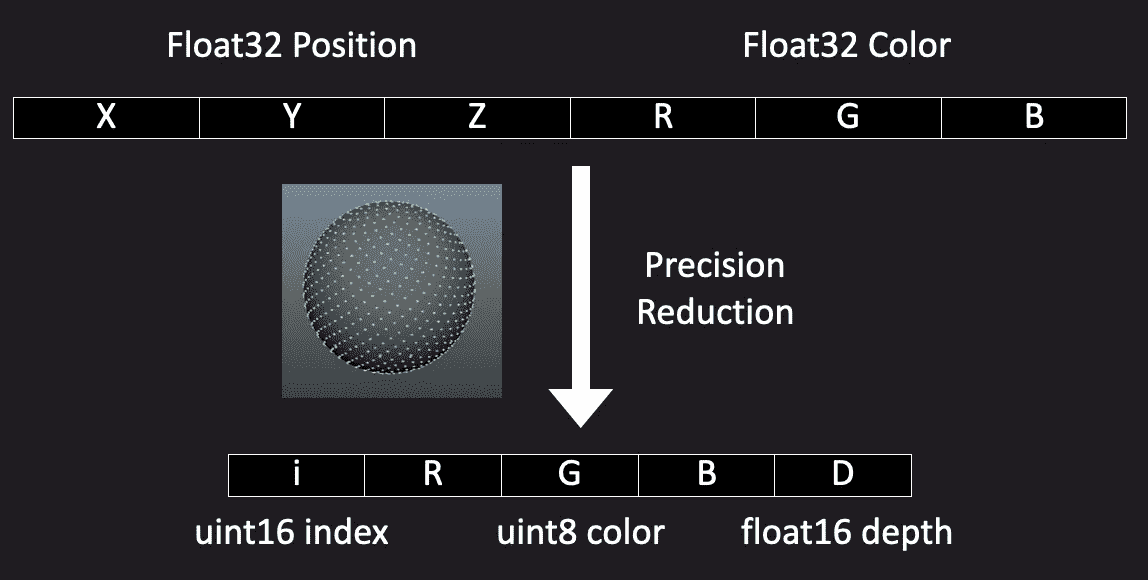 Float32 Position Float32 Color
X Y Z R G B
Precision
Reduction
i R G B D
uint16 index uint8 color float16 depth